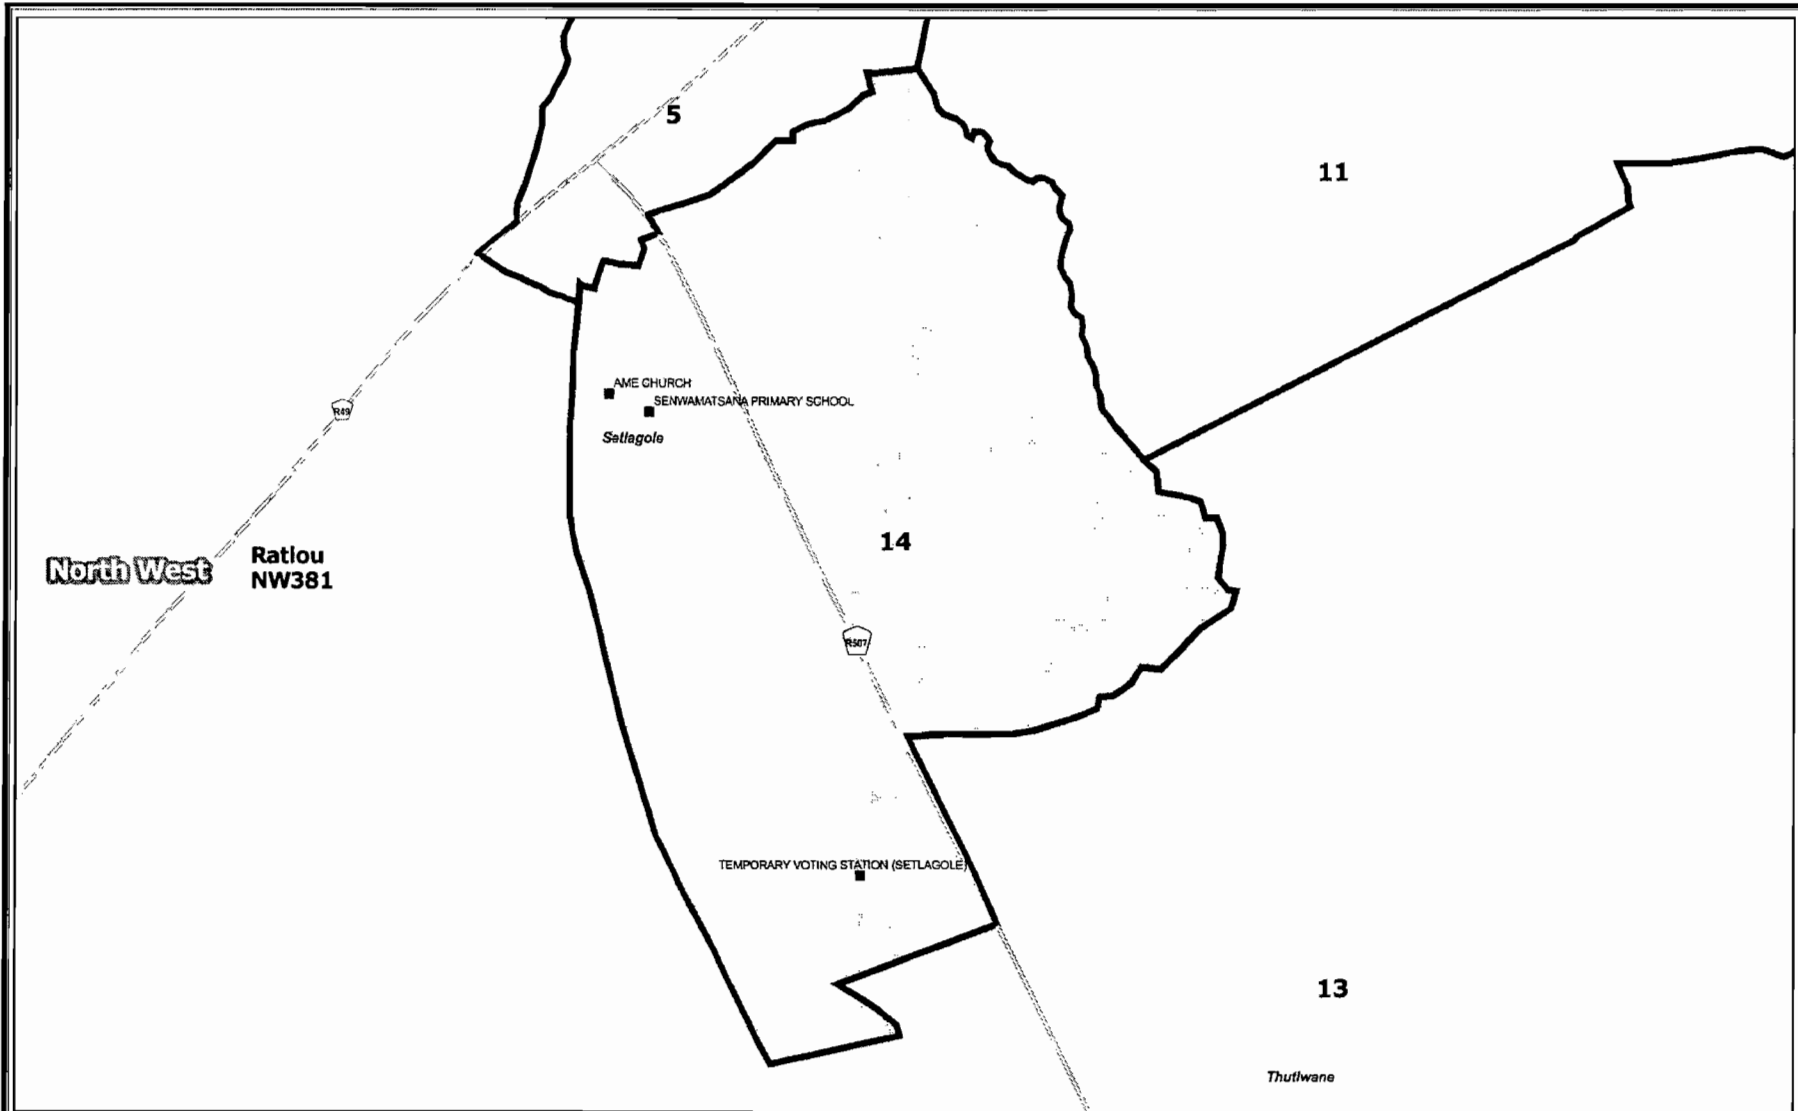 5
11
AME CHURCH
SENWAMATSANA PRIMARY SCHOOL
R49
Setlagole
14
North West
Ratlou
NW381
R507
TEMPORARY VOTING STATION (SETLAGOLE)
13
Thutlwane